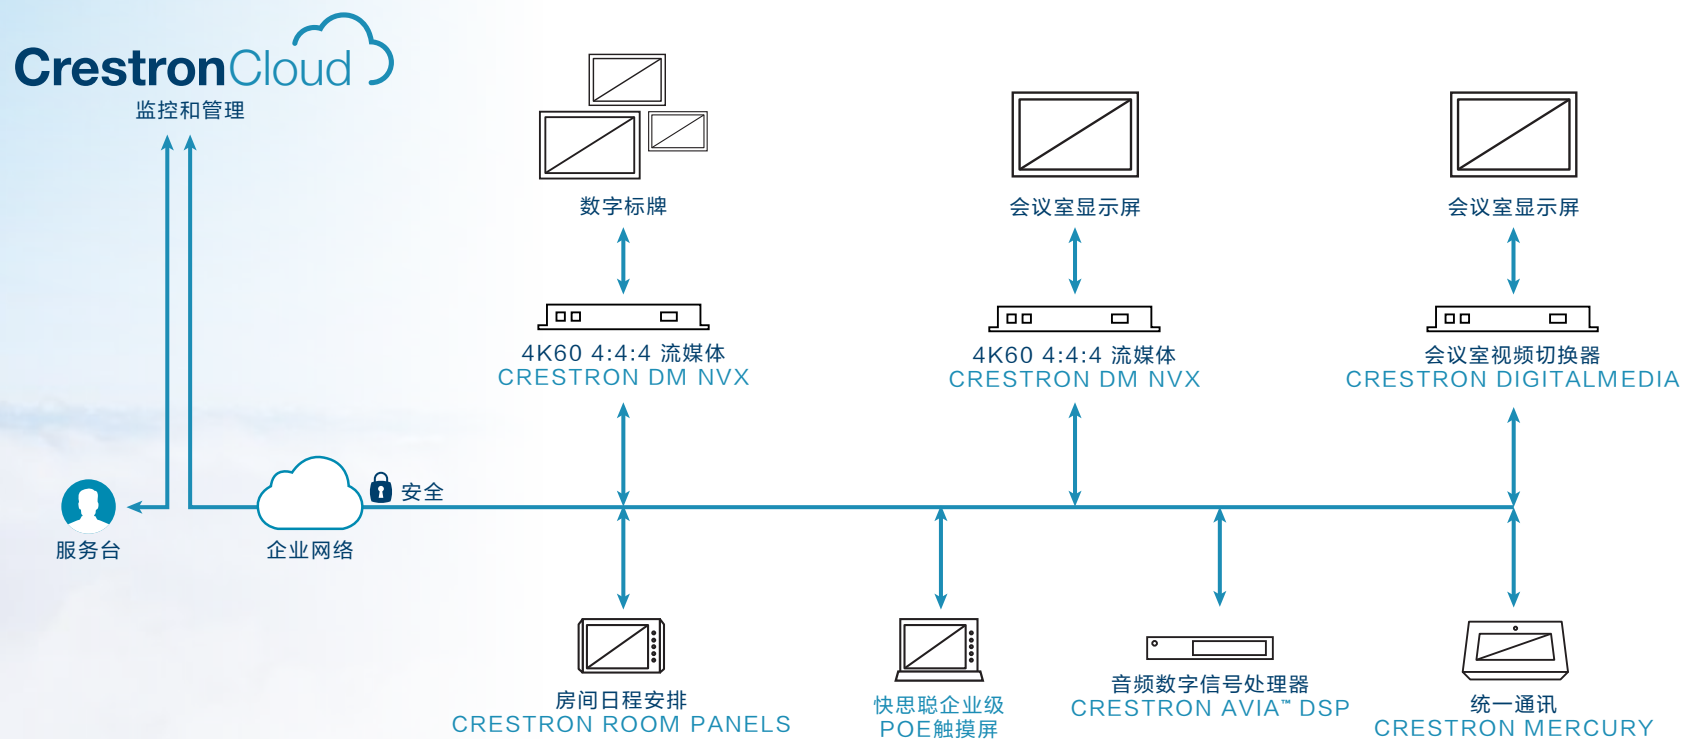 CrestronCloud
监控和管理
数字标牌
会议室显示屏
会议室显示屏
4K60 4:4:4 流媒体
CRESTRON DM NVX
4K60 4:4:4 流媒体
CRESTRON DM NVX
会议室视频切换器
CRESTRON DIGITALMEDIA
安全
服务台
企业网络
房间日程安排
CRESTRON ROOM PANELS
快思聪企业级
POE触摸屏
音频数字信号处理器
CRESTRON AVIA™ DSP
统一通讯
CRESTRON MERCURY